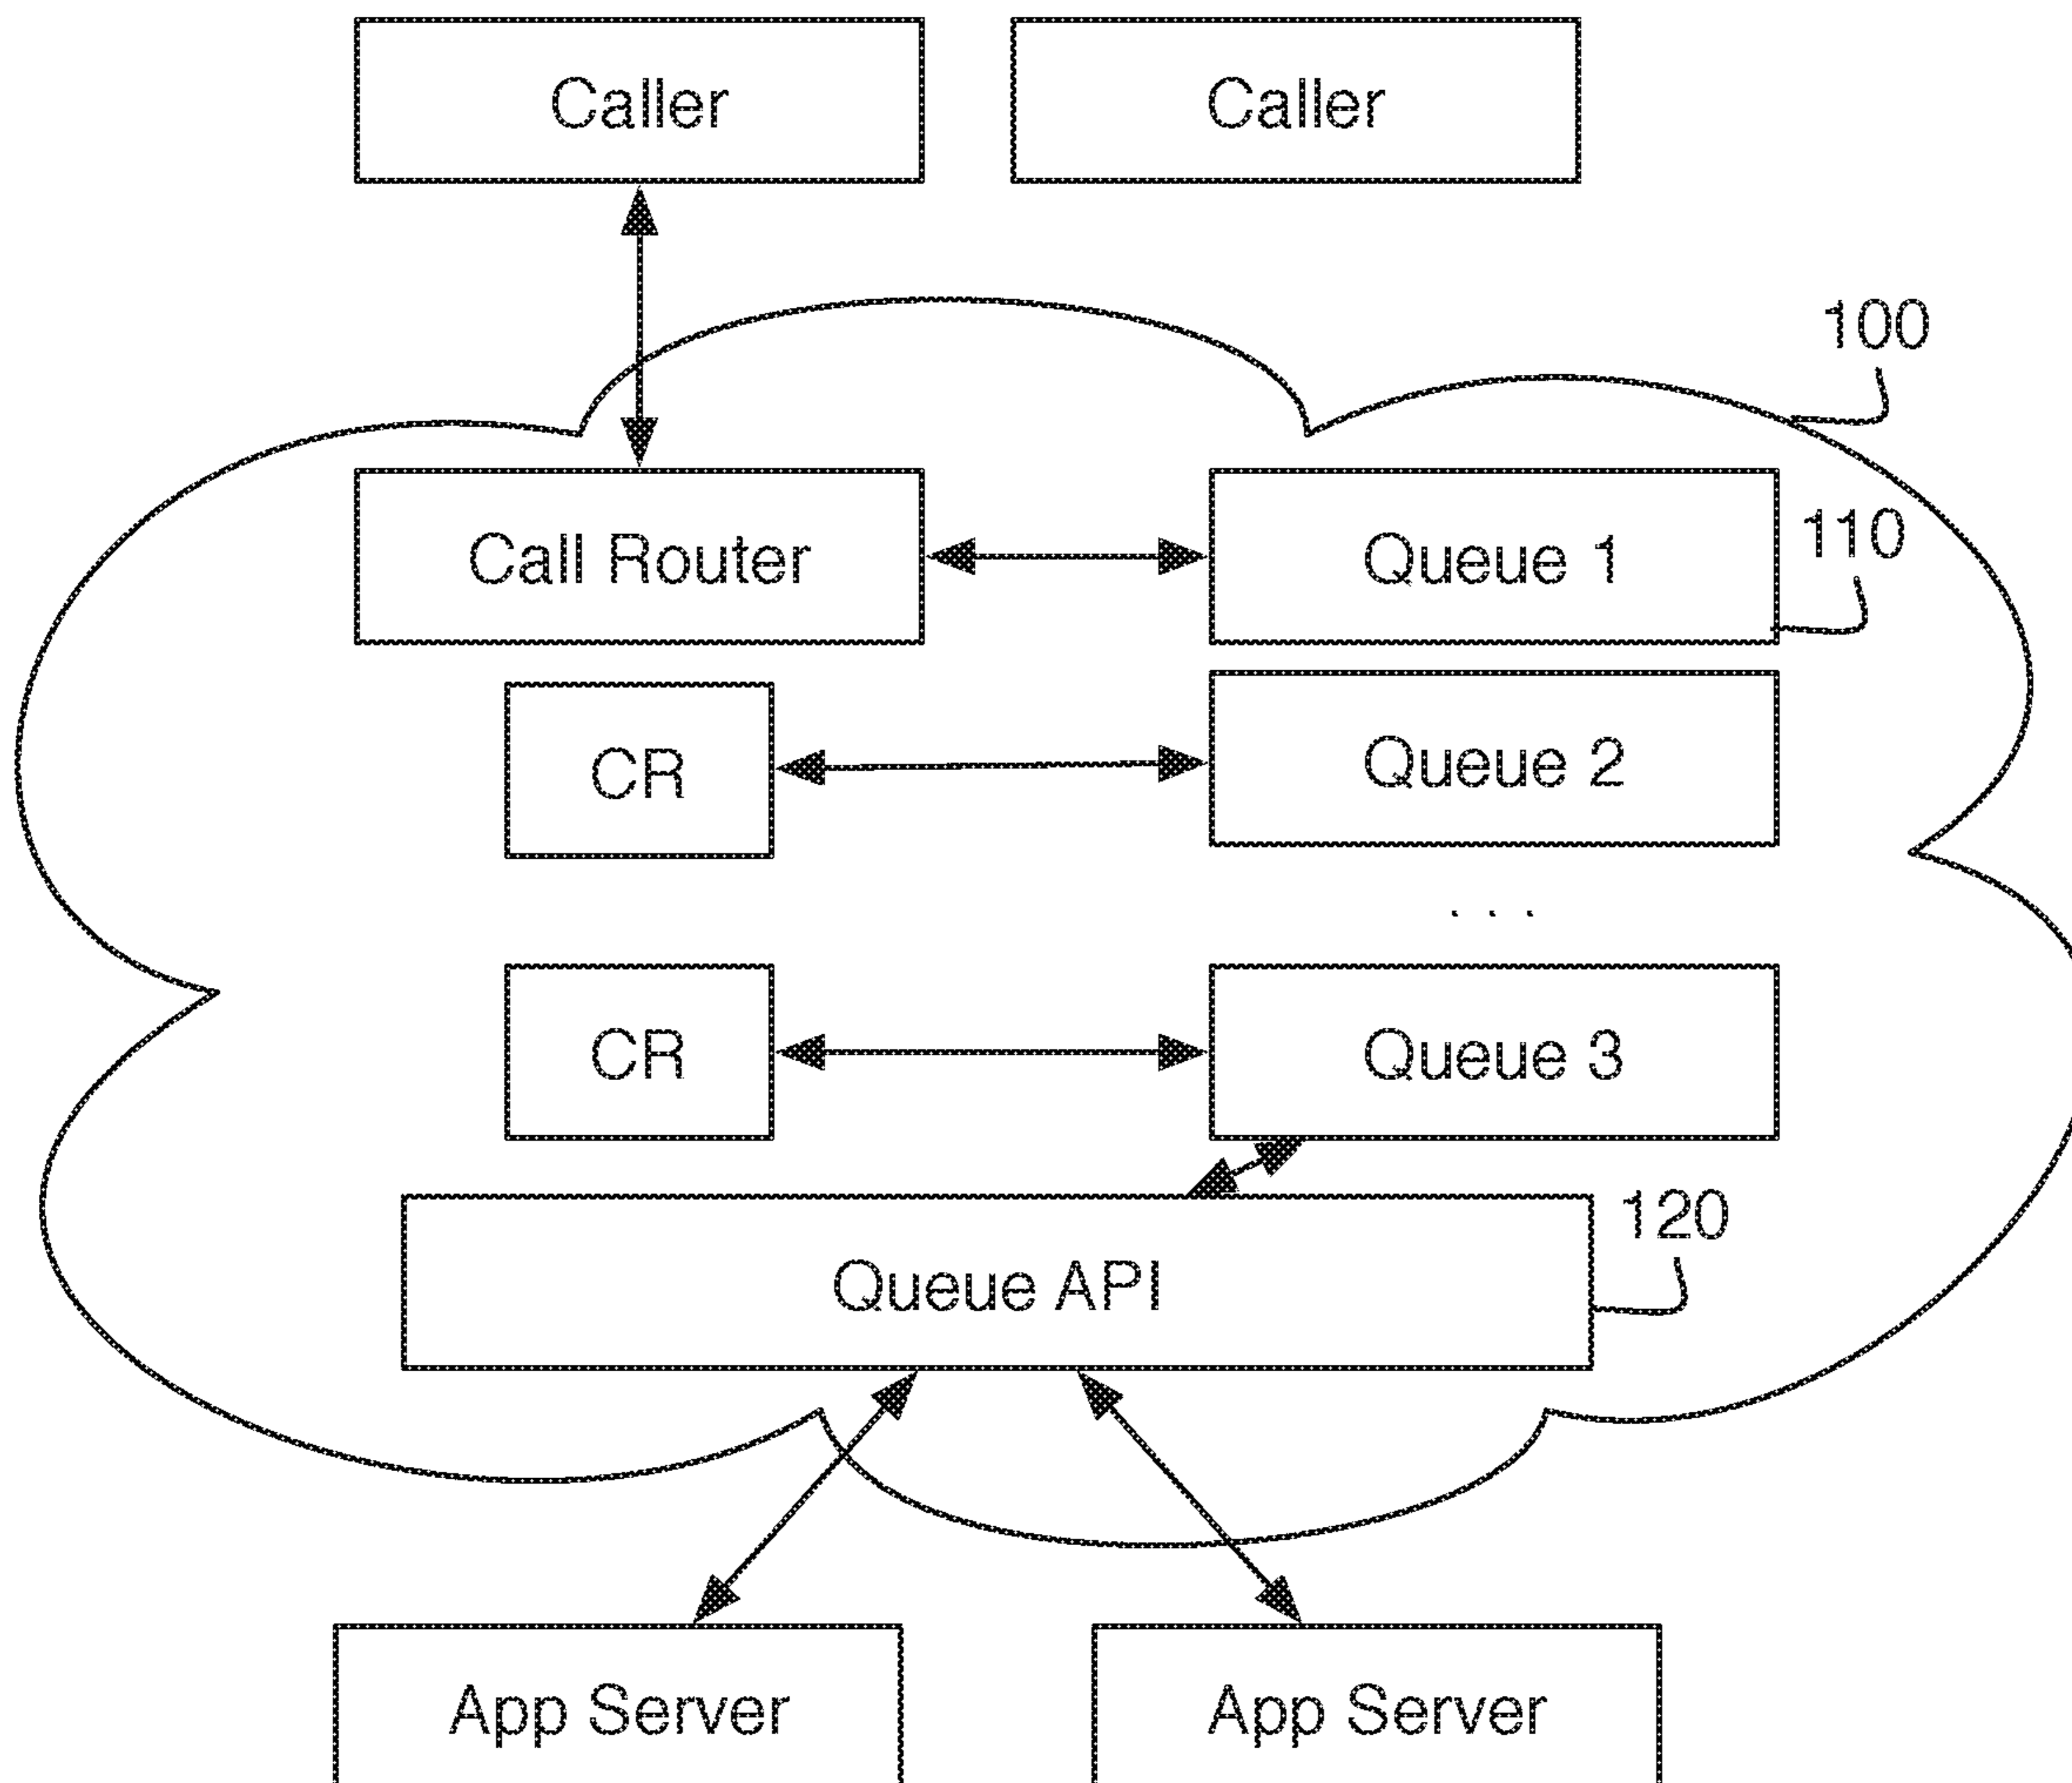 Caller
Caller
100
Call Router
Queue 1
110
CR
Queue 2
. . .
CR
Queue 3
120
Queue API
App Server
App Server